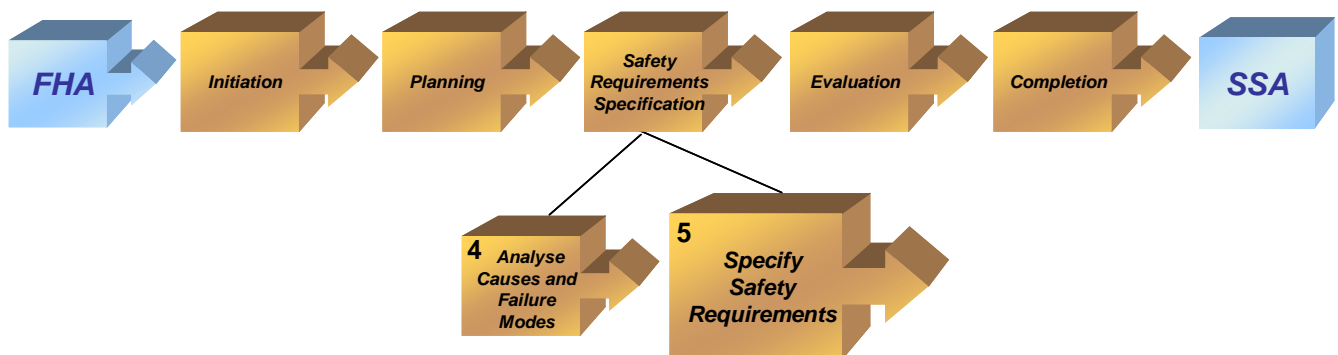 FHA
Initiation
Planning
Safety
Requirements
Specification
Evaluation
Completion
SSA
4
Analyse
Causes and
Failure
Modes
5
Specify
Safety
Requirements